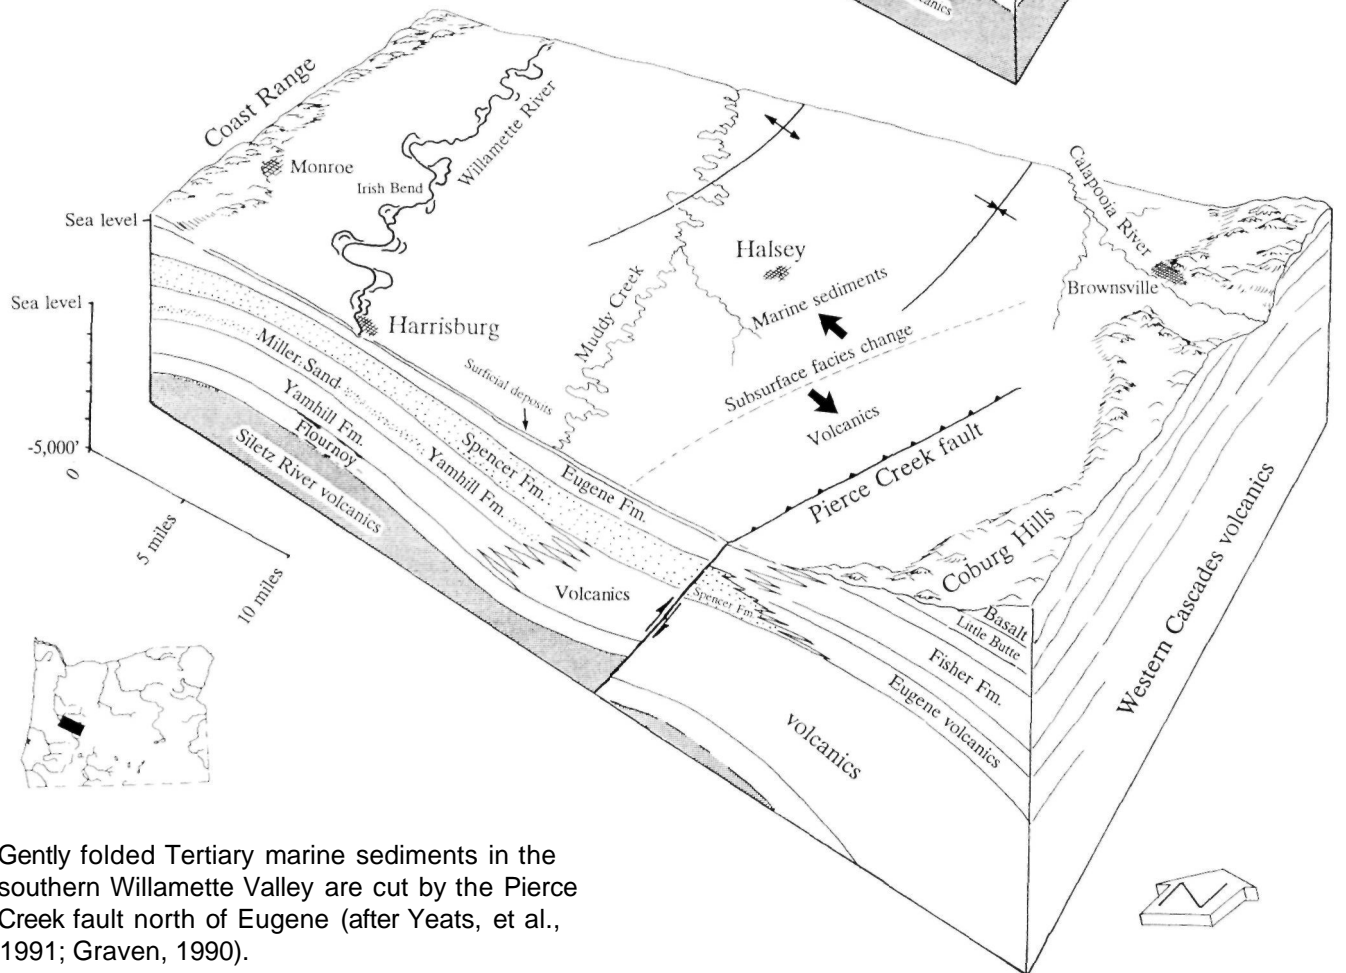 volcanics
Coast Range
Monroe
Irish Bend
Willamette River
Sea level
Sea level
Harrisburg
Muddy Creek
Halsey
Marine sediments
Subsurface facies change
Volcanics
Pierce Creek fault
Calapooia River
Brownsville
Coburg Hills
Surficial deposits
Miller Sand
Yamhill Fm.
Flournoy
Siletz River volcanics
Yamhill Fm.
Spencer Fm.
Eugene Fm.
Volcanics
Spencer Fm.
Basalt
Little Butte
Fisher Fm.
Eugene volcanics
volcanics
Western Cascades volcanics
-5,000'
0
5 miles
10 miles
N
Gently folded Tertiary marine sediments in the
southern Willamette Valley are cut by the Pierce
Creek fault north of Eugene (after Yeats, et al.,
1991; Graven, 1990).